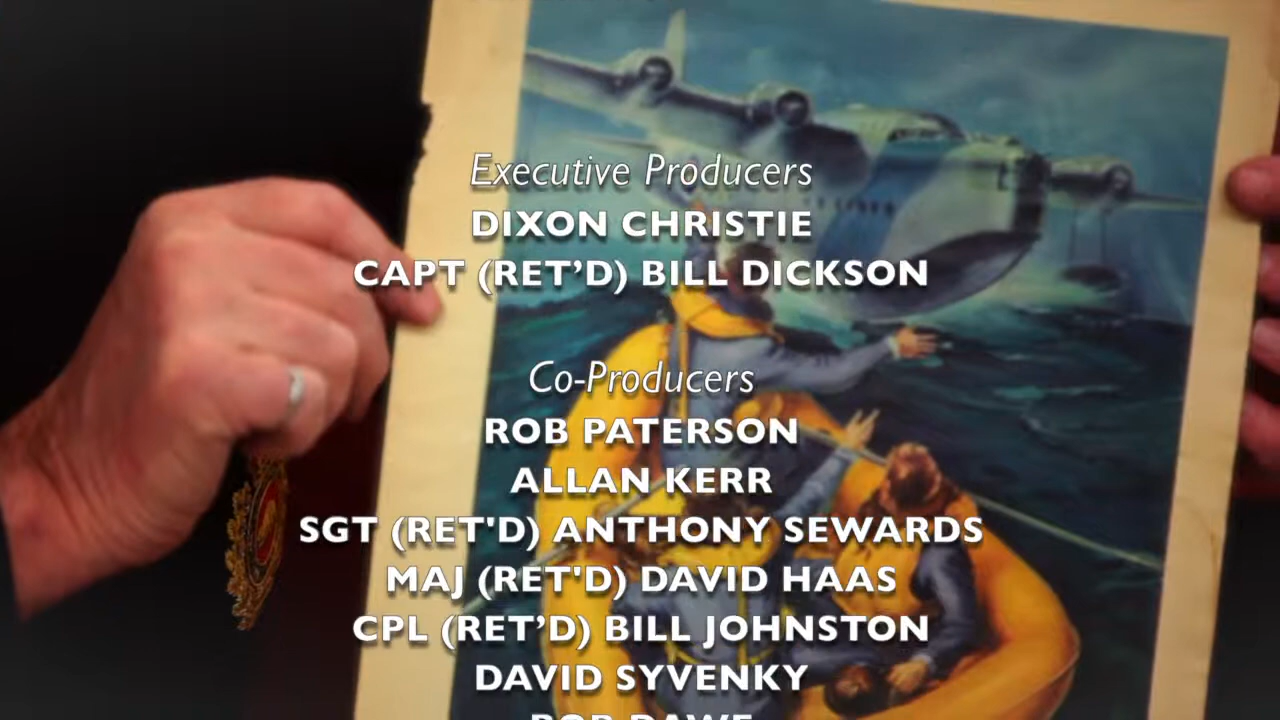 Executive Producers
DIXON CHRISTIE
CAPT (RET’D) BILL DICKSON
Co-Producers
ROB PATERSON
ALLAN KERR
SGT (RET'D) ANTHONY SEWARDS
MAJ (RET'D) DAVID HAAS
CPL (RET’D) BILL JOHNSTON
DAVID SYVENKY